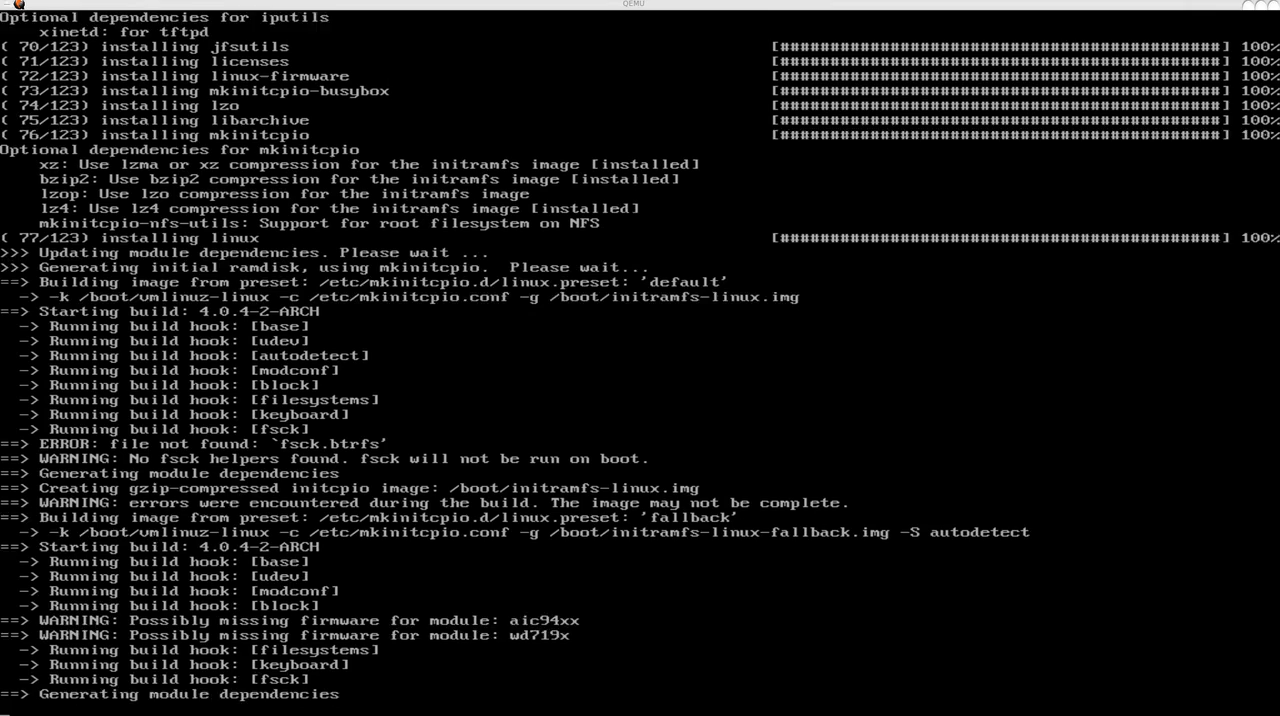 QEMU
Optional dependencies for iputils
    xinetd: for tftpd
( 70/123) installing jfsutils [############################################] 100%
( 71/123) installing licenses [############################################] 100%
( 72/123) installing linux-firmware [############################################] 100%
( 73/123) installing mkinitcpio-busybox [############################################] 100%
( 74/123) installing lzo [############################################] 100%
( 75/123) installing libarchive [############################################] 100%
( 76/123) installing mkinitcpio [############################################] 100%
Optional dependencies for mkinitcpio
    xz: Use lzma or xz compression for the initramfs image [installed]
    bzip2: Use bzip2 compression for the initramfs image [installed]
    lzop: Use lzo compression for the initramfs image
    lz4: Use lz4 compression for the initramfs image [installed]
    mkinitcpio-nfs-utils: Support for root filesystem on NFS
( 77/123) installing linux [############################################] 100%
>>> Updating module dependencies. Please wait ...
>>> Generating initial ramdisk, using mkinitcpio.  Please wait...
==> Building image from preset: /etc/mkinitcpio.d/linux.preset: 'default'
  -> -k /boot/vmlinuz-linux -c /etc/mkinitcpio.conf -g /boot/initramfs-linux.img
==> Starting build: 4.0.4-2-ARCH
  -> Running build hook: [base]
  -> Running build hook: [udev]
  -> Running build hook: [autodetect]
  -> Running build hook: [modconf]
  -> Running build hook: [block]
  -> Running build hook: [filesystems]
  -> Running build hook: [keyboard]
  -> Running build hook: [fsck]
==> ERROR: file not found: `fsck.btrfs'
==> WARNING: No fsck helpers found. fsck will not be run on boot.
==> Generating module dependencies
==> Creating gzip-compressed initcpio image: /boot/initramfs-linux.img
==> WARNING: errors were encountered during the build. The image may not be complete.
==> Building image from preset: /etc/mkinitcpio.d/linux.preset: 'fallback'
  -> -k /boot/vmlinuz-linux -c /etc/mkinitcpio.conf -g /boot/initramfs-linux-fallback.img -S autodetect
==> Starting build: 4.0.4-2-ARCH
  -> Running build hook: [base]
  -> Running build hook: [udev]
  -> Running build hook: [modconf]
  -> Running build hook: [block]
==> WARNING: Possibly missing firmware for module: aic94xx
==> WARNING: Possibly missing firmware for module: wd719x
  -> Running build hook: [filesystems]
  -> Running build hook: [keyboard]
  -> Running build hook: [fsck]
==> Generating module dependencies